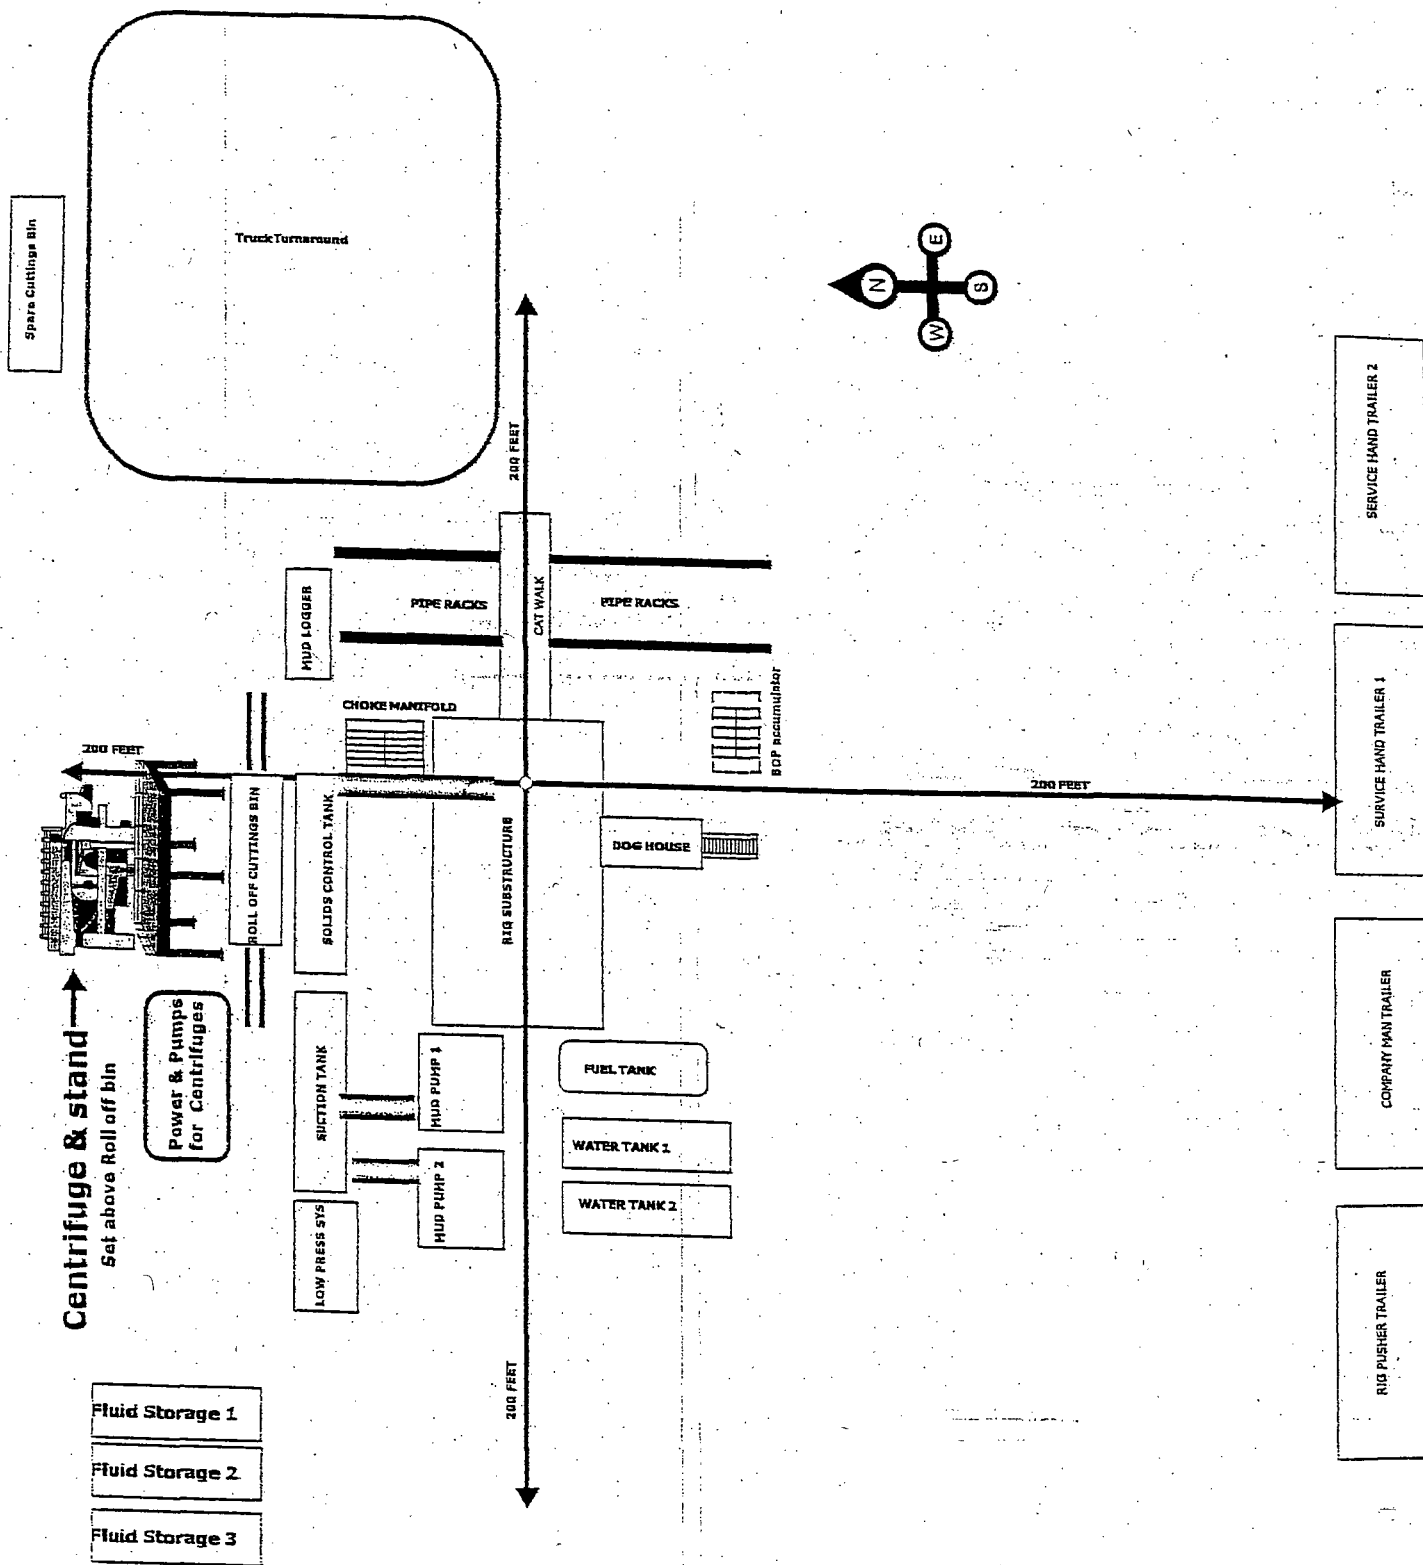 Spare Cuttings Bin
Truck Turnaround
N
E
S
W
200 FEET
SERVICE HAND TRAILER 2
MUD LOGGER
PIPE RACKS
CAT WALK
PIPE RACKS
CHOKE MANIFOLD
BOP accumulator
200 FEET
200 FEET
SURVICE HAND TRAILER 1
ROLL OFF CUTTINGS BIN
SOLIDS CONTROL TANK
RIG SUBSTRUCTURE
DOG HOUSE
Centrifuge & stand
Set above Roll off bin
Power & Pumps
for Centrifuges
SUCTION TANK
MUD PUMP 1
FUEL TANK
COMPANY MAN TRAILER
MUD PUMP 2
WATER TANK 1
WATER TANK 2
LOW PRESS SYS
RIG PUSHER TRAILER
200 FEET
Fluid Storage 1
Fluid Storage 2
Fluid Storage 3